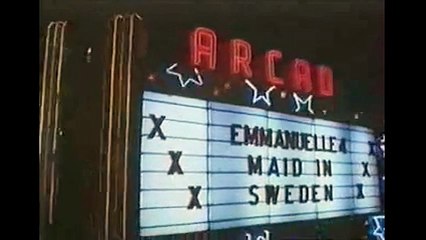 ARCAD
X EMMANUELLE 4 X
X MAID IN X
X SWEDEN X